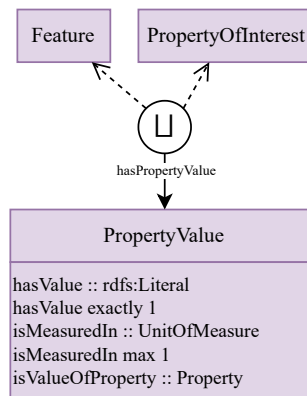 Feature
PropertyOfInterest
⊔
hasPropertyValue
PropertyValue
hasValue :: rdfs:Literal
hasValue exactly 1
isMeasuredIn :: UnitOfMeasure
isMeasuredIn max 1
isValueOfProperty :: Property